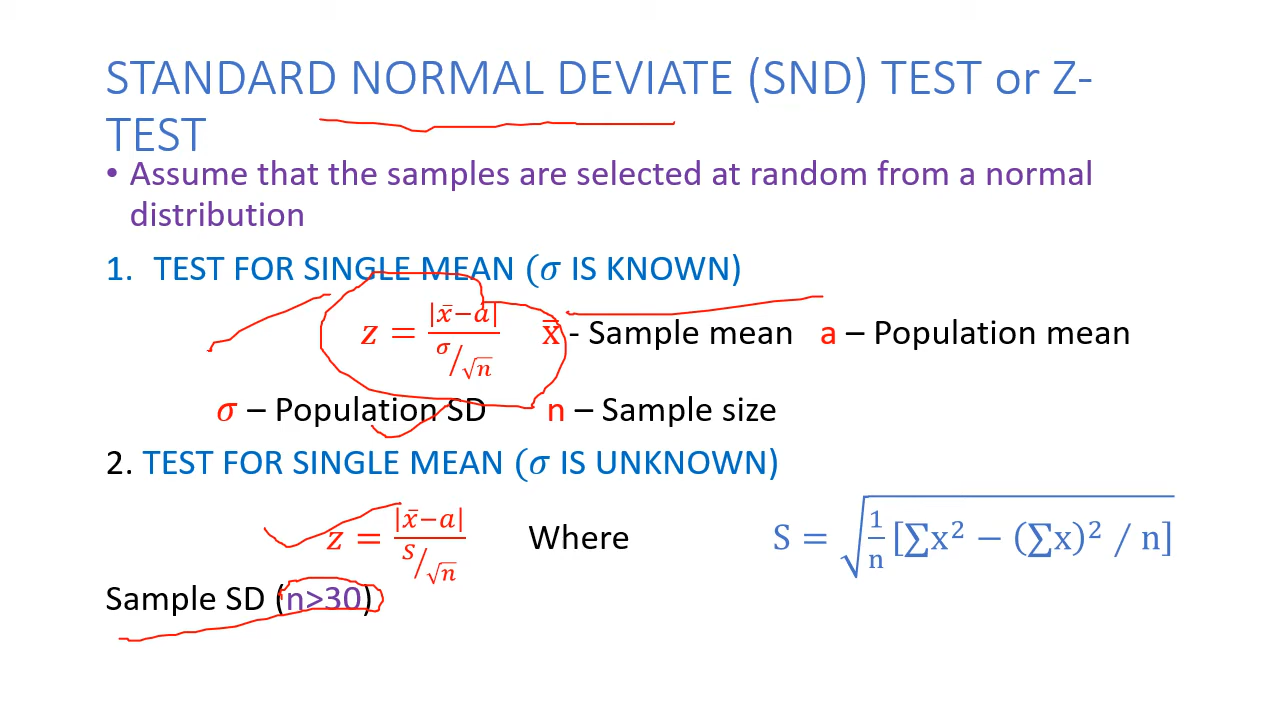 STANDARD NORMAL DEVIATE (SND) TEST or Z-
TEST
• Assume that the samples are selected at random from a normal
distribution
1. TEST FOR SINGLE MEAN (σ IS KNOWN)
z = |x̄−a| / (σ/√n) x̄ - Sample mean a – Population mean
σ – Population SD n – Sample size
2. TEST FOR SINGLE MEAN (σ IS UNKNOWN)
z = |x̄−a| / (S/√n) Where S = √(1/n [∑x² − (∑x)² / n])
Sample SD (n>30)